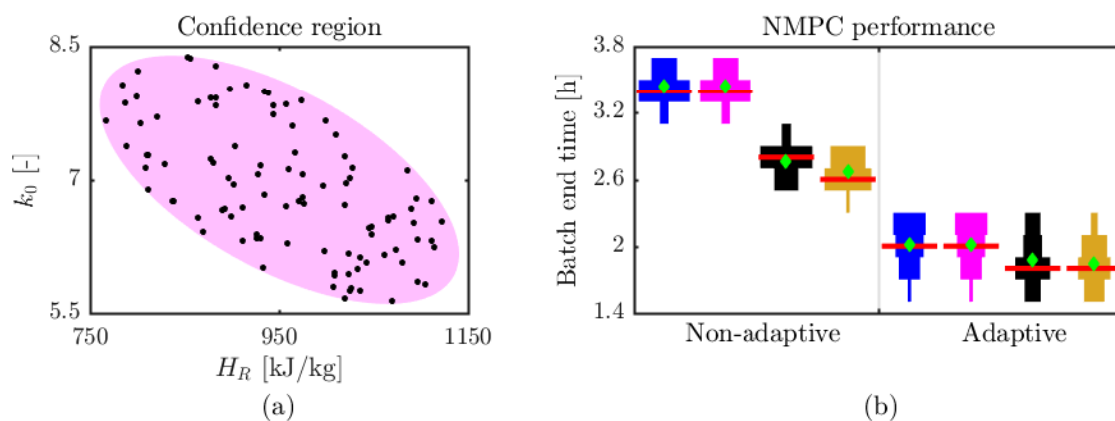 Confidence region
8.5
7
5.5
k₀ [-]
750 950 1150
H_R [kJ/kg]
(a)
NMPC performance
3.8
3.2
2.6
2
1.4
Batch end time [h]
Non-adaptive Adaptive
(b)